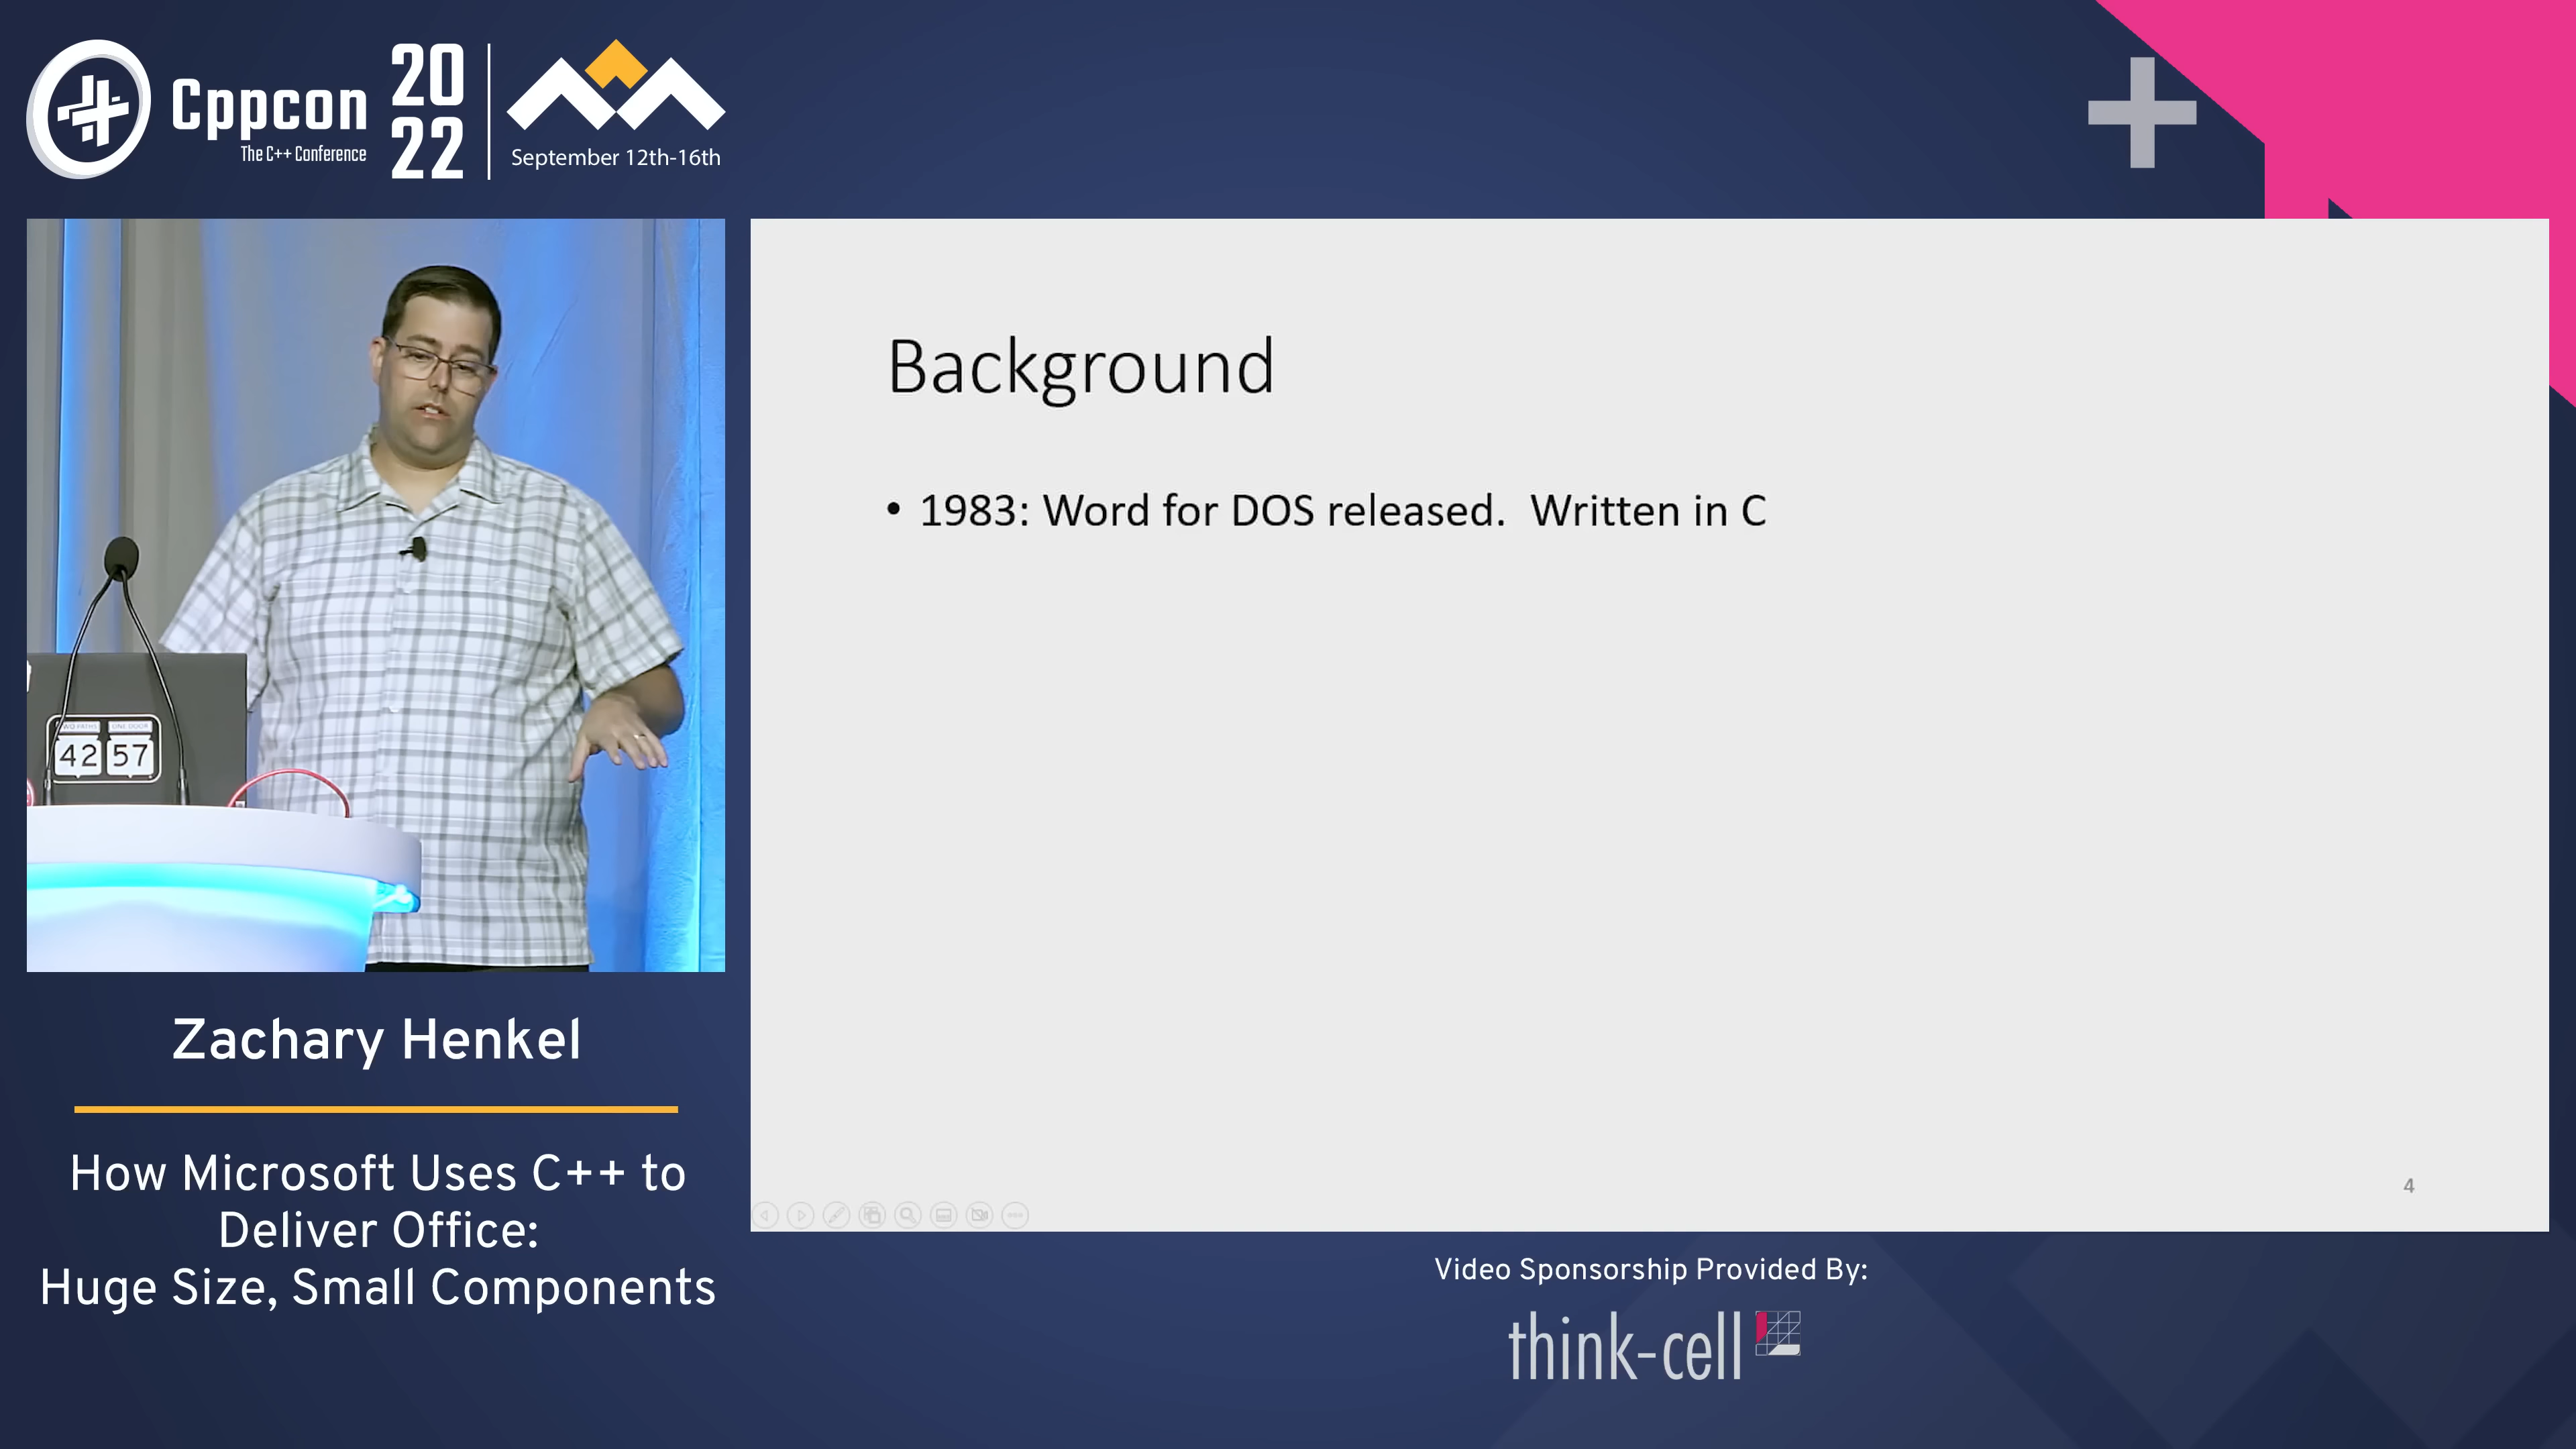 Cppcon
The C++ Conference
20
22
September 12th-16th
Background
• 1983: Word for DOS released.  Written in C
42 57
4
Zachary Henkel
How Microsoft Uses C++ to
Deliver Office:
Huge Size, Small Components
Video Sponsorship Provided By:
think-cell